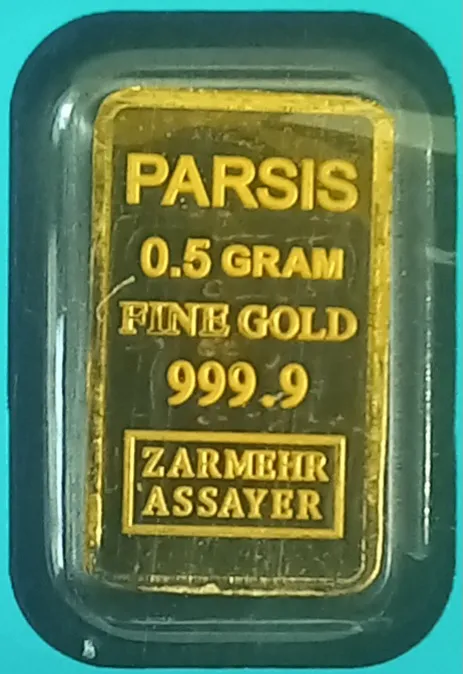 PARSIS
0.5 GRAM
FINE GOLD
999.9
ZARMEHR
ASSAYER